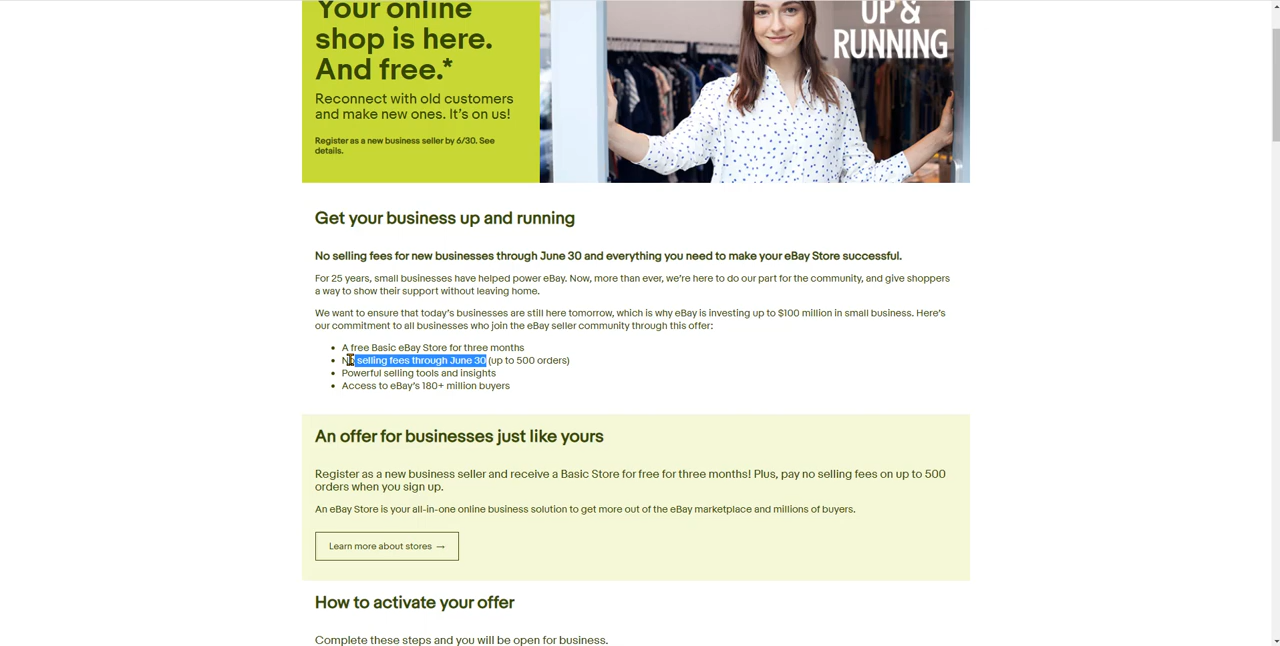 Your online
shop is here.
And free.*
Reconnect with old customers
and make new ones. It's on us!
Register as a new business seller by 6/30. See
details.
UP &
RUNNING
Get your business up and running
No selling fees for new businesses through June 30 and everything you need to make your eBay Store successful.
For 25 years, small businesses have helped power eBay. Now, more than ever, we're here to do our part for the community, and give shoppers
a way to show their support without leaving home.
We want to ensure that today's businesses are still here tomorrow, which is why eBay is investing up to $100 million in small business. Here's
our commitment to all businesses who join the eBay seller community through this offer:
• A free Basic eBay Store for three months
• No selling fees through June 30 (up to 500 orders)
• Powerful selling tools and insights
• Access to eBay's 180+ million buyers
An offer for businesses just like yours
Register as a new business seller and receive a Basic Store for free for three months! Plus, pay no selling fees on up to 500
orders when you sign up.
An eBay Store is your all-in-one online business solution to get more out of the eBay marketplace and millions of buyers.
Learn more about stores →
How to activate your offer
Complete these steps and you will be open for business.